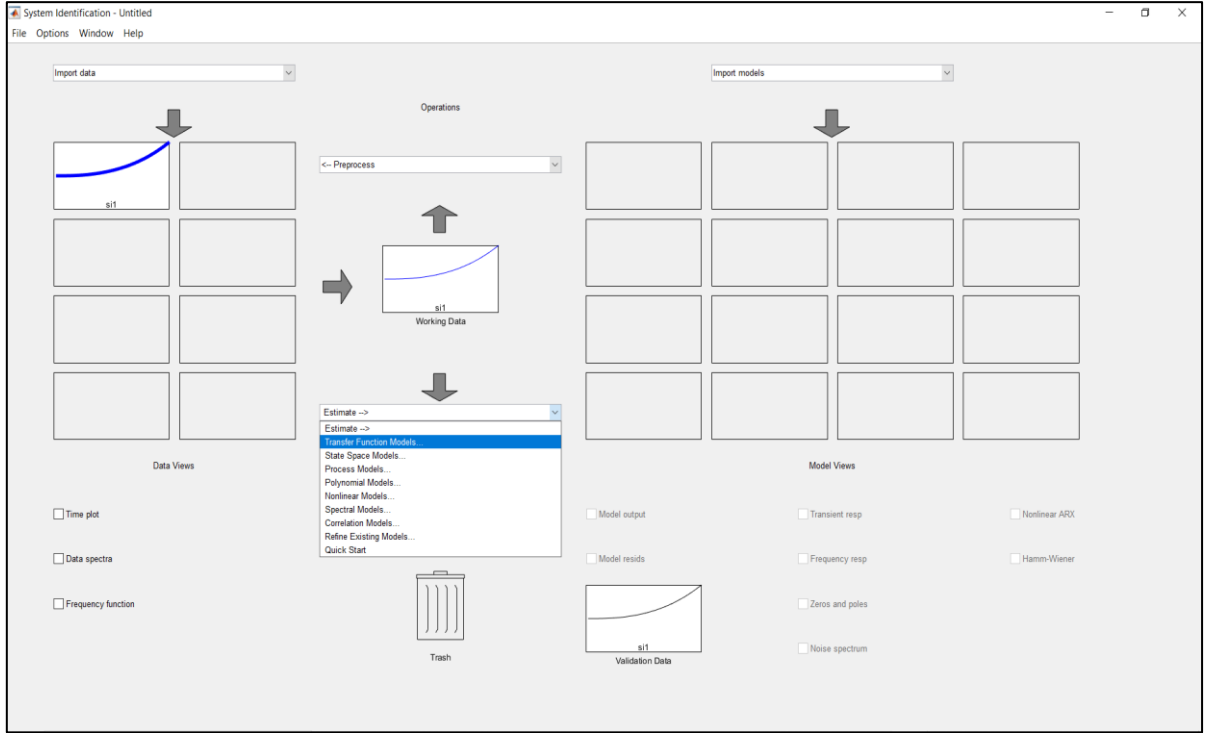 System Identification - Untitled
File Options Window Help
Import data
Import models
Operations
<-- Preprocess
si1
si1
Working Data
Estimate -->
Estimate -->
Transfer Function Models...
State Space Models...
Process Models...
Polynomial Models...
Nonlinear Models...
Spectral Models...
Correlation Models...
Refine Existing Models...
Quick Start
Data Views
Model Views
Time plot
Data spectra
Frequency function
Model output
Transient resp
Nonlinear ARX
Model resids
Frequency resp
Hamm-Wiener
Zeros and poles
Noise spectrum
Trash
si1
Validation Data